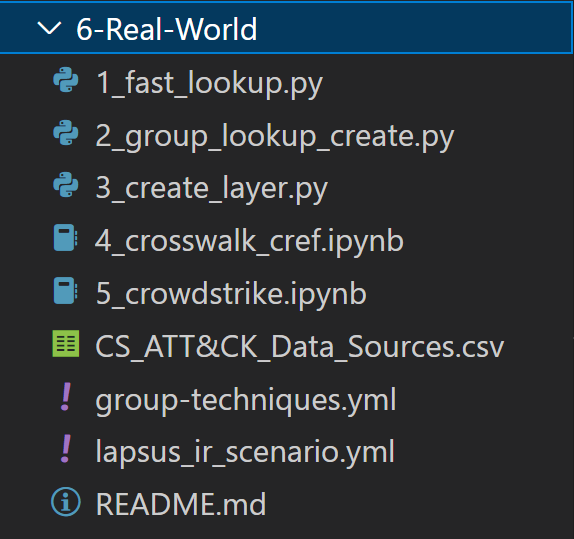 6-Real-World
1_fast_lookup.py
2_group_lookup_create.py
3_create_layer.py
4_crosswalk_cref.ipynb
5_crowdstrike.ipynb
CS_ATT&CK_Data_Sources.csv
group-techniques.yml
lapsus_ir_scenario.yml
README.md